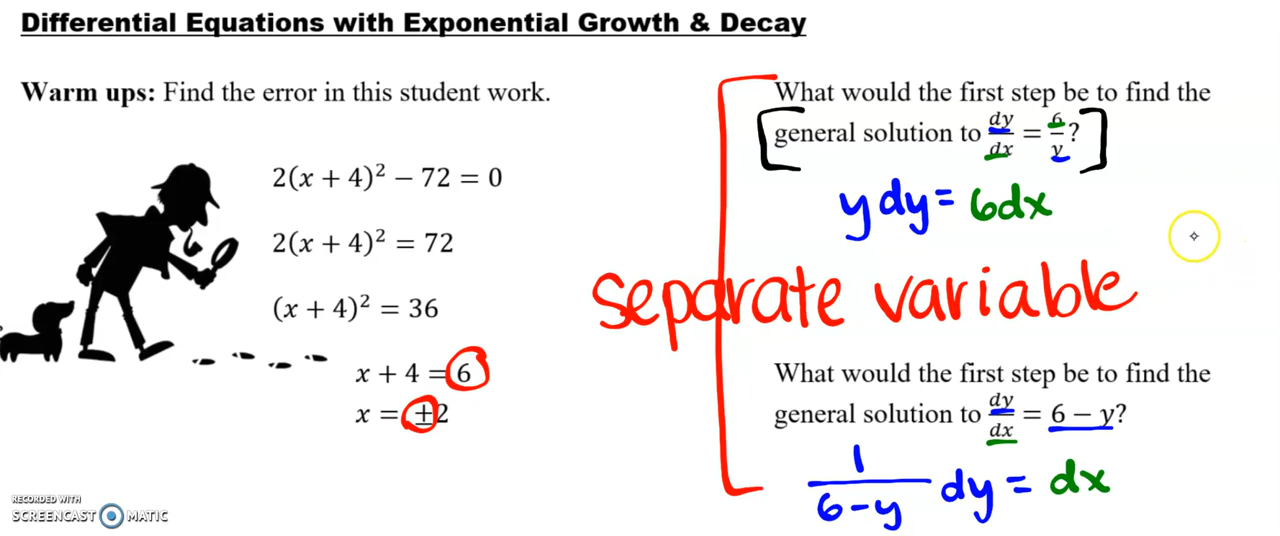 Differential Equations with Exponential Growth & Decay
Warm ups: Find the error in this student work.
2(x + 4)² − 72 = 0
2(x + 4)² = 72
(x + 4)² = 36
x + 4 = 6
x = ±2
What would the first step be to find the
general solution to dy/dx = 6/y?
y dy = 6dx
separate variable
What would the first step be to find the
general solution to dy/dx = 6 − y?
1/(6-y) dy = dx
RECORDED WITH
SCREENCAST MATIC